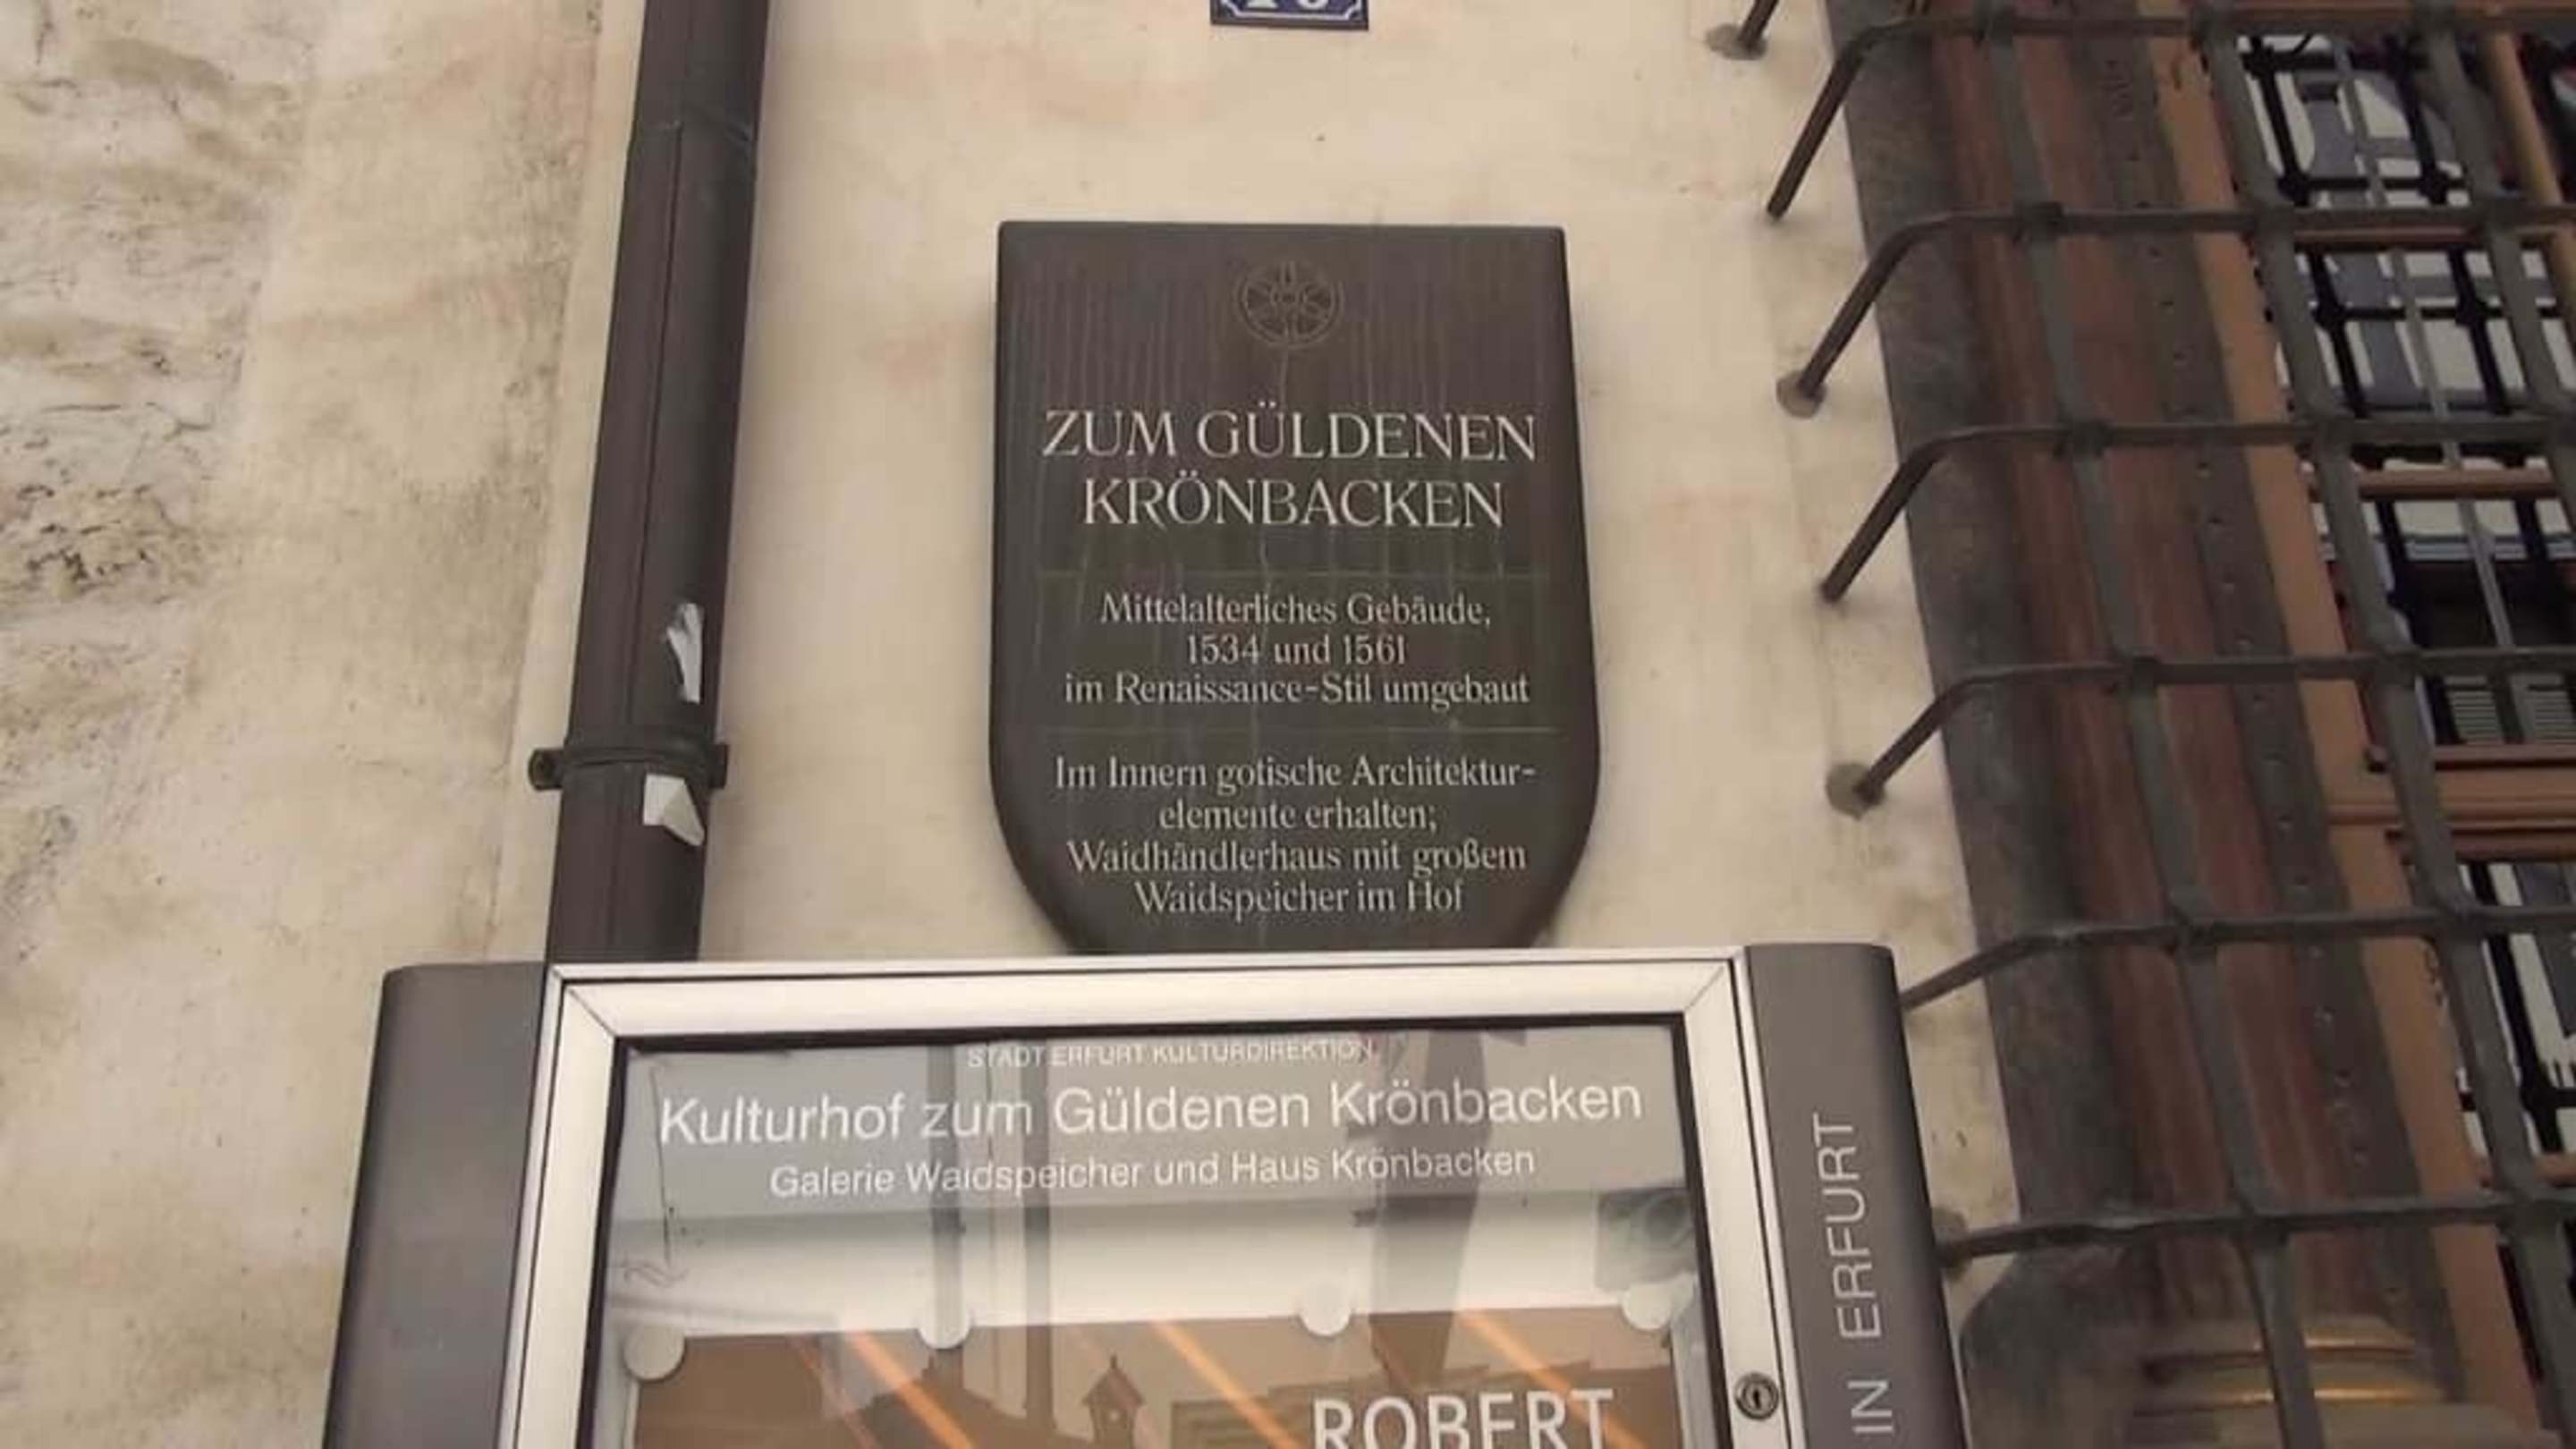 ZUM GÜLDENEN
KRÖNBACKEN
Mittelalterliches Gebäude,
1534 und 1561
im Renaissance-Stil umgebaut
Im Innern gotische Architektur-
elemente erhalten;
Waidhändlerhaus mit großem
Waidspeicher im Hof
STADT ERFURT KULTURDIREKTION
Kulturhof zum Güldenen Krönbacken
Galerie Waidspeicher und Haus Krönbacken
ROBERT
IN ERFURT